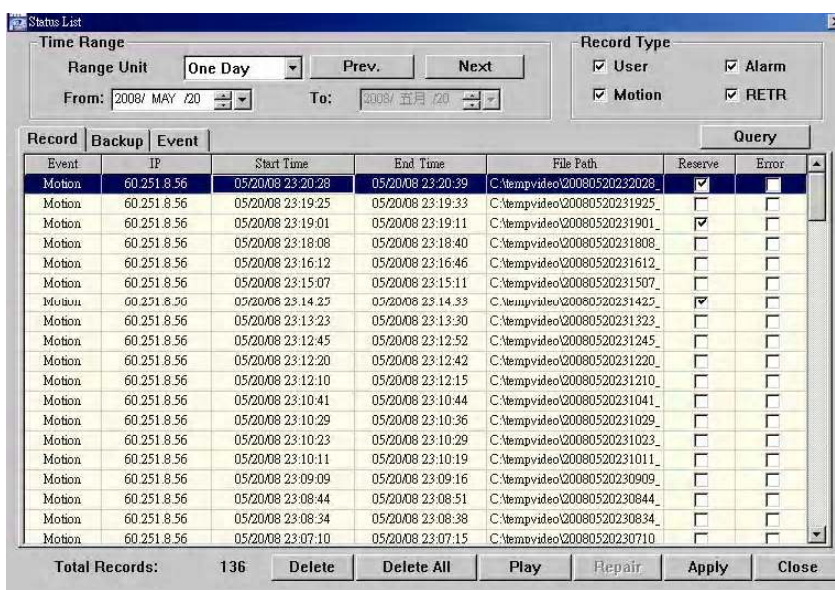 Status List
Time Range
Record Type
Range Unit One Day Prev. Next
User Alarm
From: 2008/ MAY /20 To: 2008/ 五月 /20
Motion RETR
Record Backup Event Query
Event IP Start Time End Time File Path Reserve Error
Motion 60.251.8.56 05/20/08 23:20:28 05/20/08 23:20:39 C:\tempvideo\20080520232028_
Motion 60.251.8.56 05/20/08 23:19:25 05/20/08 23:19:33 C:\tempvideo\20080520231925_
Motion 60.251.8.56 05/20/08 23:19:01 05/20/08 23:19:11 C:\tempvideo\20080520231901_
Motion 60.251.8.56 05/20/08 23:18:08 05/20/08 23:18:40 C:\tempvideo\20080520231808_
Motion 60.251.8.56 05/20/08 23:16:12 05/20/08 23:16:46 C:\tempvideo\20080520231612_
Motion 60.251.8.56 05/20/08 23:15:07 05/20/08 23:15:11 C:\tempvideo\20080520231507_
Motion 60.251.8.56 05/20/08 23:14:25 05/20/08 23:14:33 C:\tempvideo\20080520231425_
Motion 60.251.8.56 05/20/08 23:13:23 05/20/08 23:13:30 C:\tempvideo\20080520231323_
Motion 60.251.8.56 05/20/08 23:12:45 05/20/08 23:12:52 C:\tempvideo\20080520231245_
Motion 60.251.8.56 05/20/08 23:12:20 05/20/08 23:12:42 C:\tempvideo\20080520231220_
Motion 60.251.8.56 05/20/08 23:12:10 05/20/08 23:12:15 C:\tempvideo\20080520231210_
Motion 60.251.8.56 05/20/08 23:10:41 05/20/08 23:10:44 C:\tempvideo\20080520231041_
Motion 60.251.8.56 05/20/08 23:10:29 05/20/08 23:10:36 C:\tempvideo\20080520231029_
Motion 60.251.8.56 05/20/08 23:10:23 05/20/08 23:10:29 C:\tempvideo\20080520231023_
Motion 60.251.8.56 05/20/08 23:10:11 05/20/08 23:10:19 C:\tempvideo\20080520231011_
Motion 60.251.8.56 05/20/08 23:09:09 05/20/08 23:09:16 C:\tempvideo\20080520230909_
Motion 60.251.8.56 05/20/08 23:08:44 05/20/08 23:08:51 C:\tempvideo\20080520230844_
Motion 60.251.8.56 05/20/08 23:08:34 05/20/08 23:08:38 C:\tempvideo\20080520230834_
Motion 60.251.8.56 05/20/08 23:07:10 05/20/08 23:07:15 C:\tempvideo\20080520230710
Total Records: 136 Delete Delete All Play Repair Apply Close